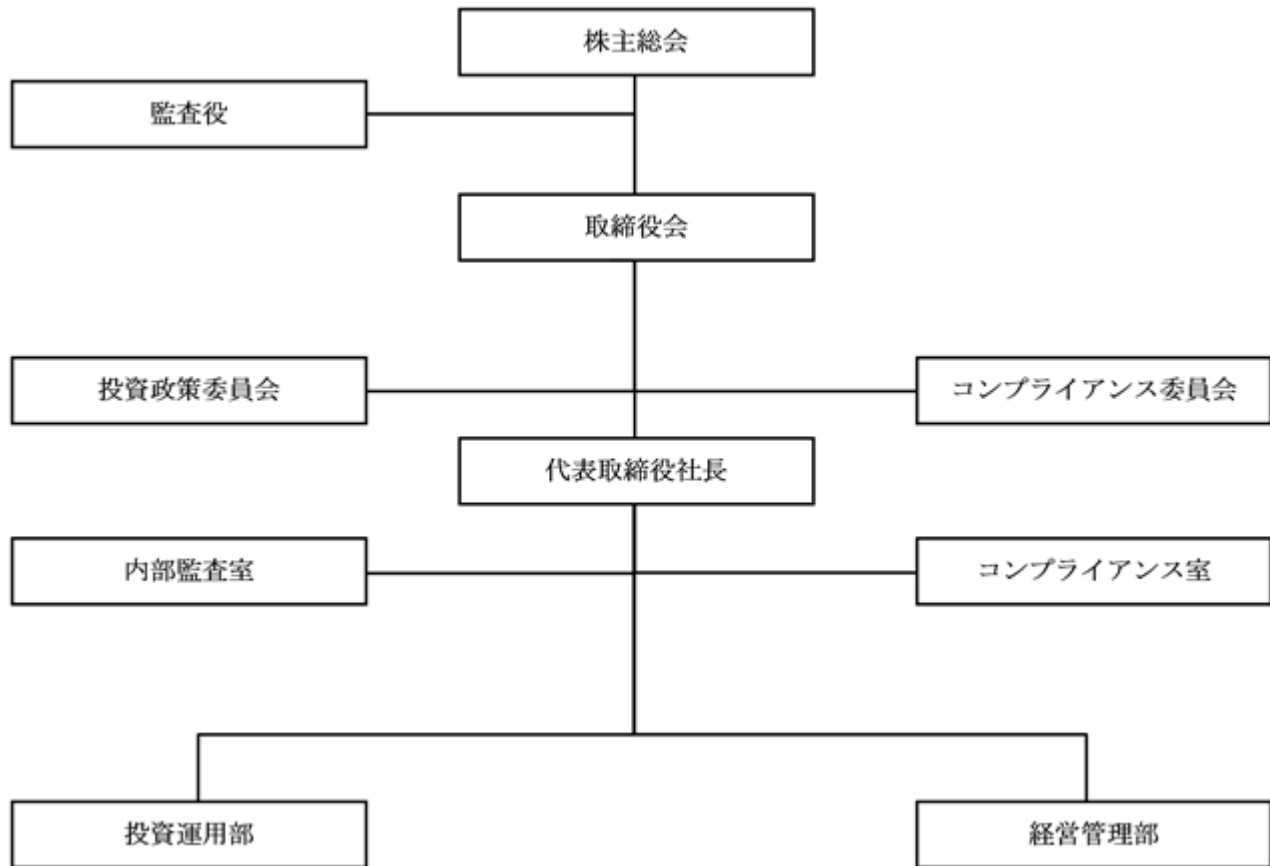 株主総会
監査役
取締役会
投資政策委員会
コンプライアンス委員会
代表取締役社長
内部監査室
コンプライアンス室
投資運用部
経営管理部